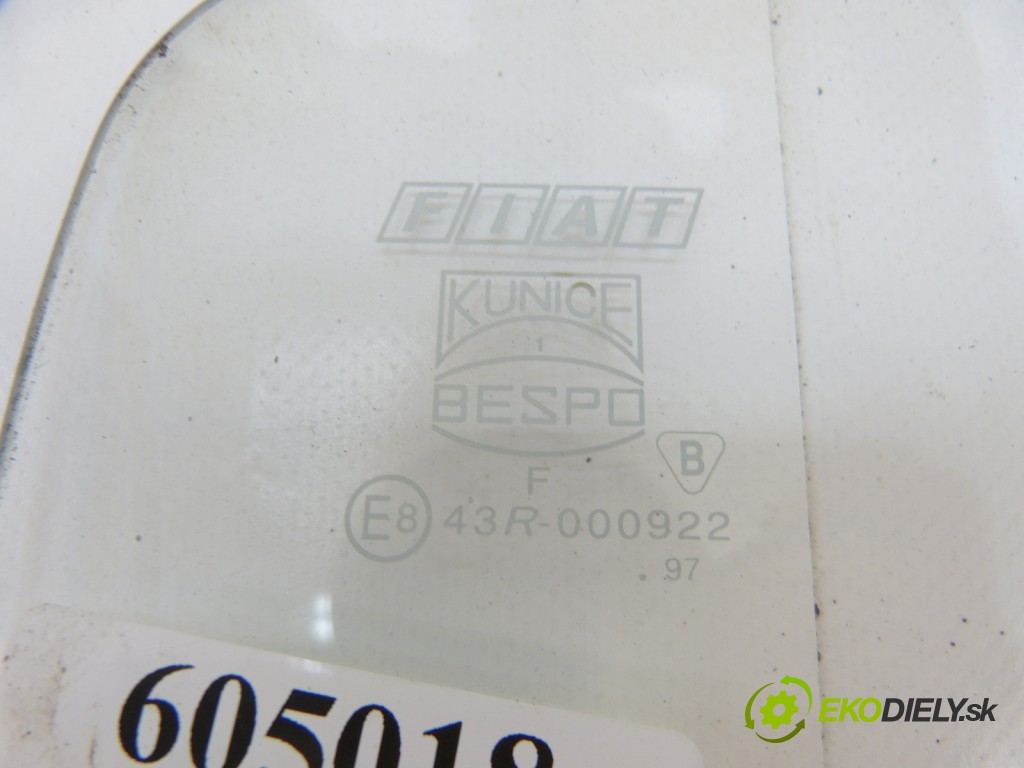 FIAT
KUNICE
1
BESPO
F
B
E8 43R-000922
. .97
605018
EKODIELY.sk